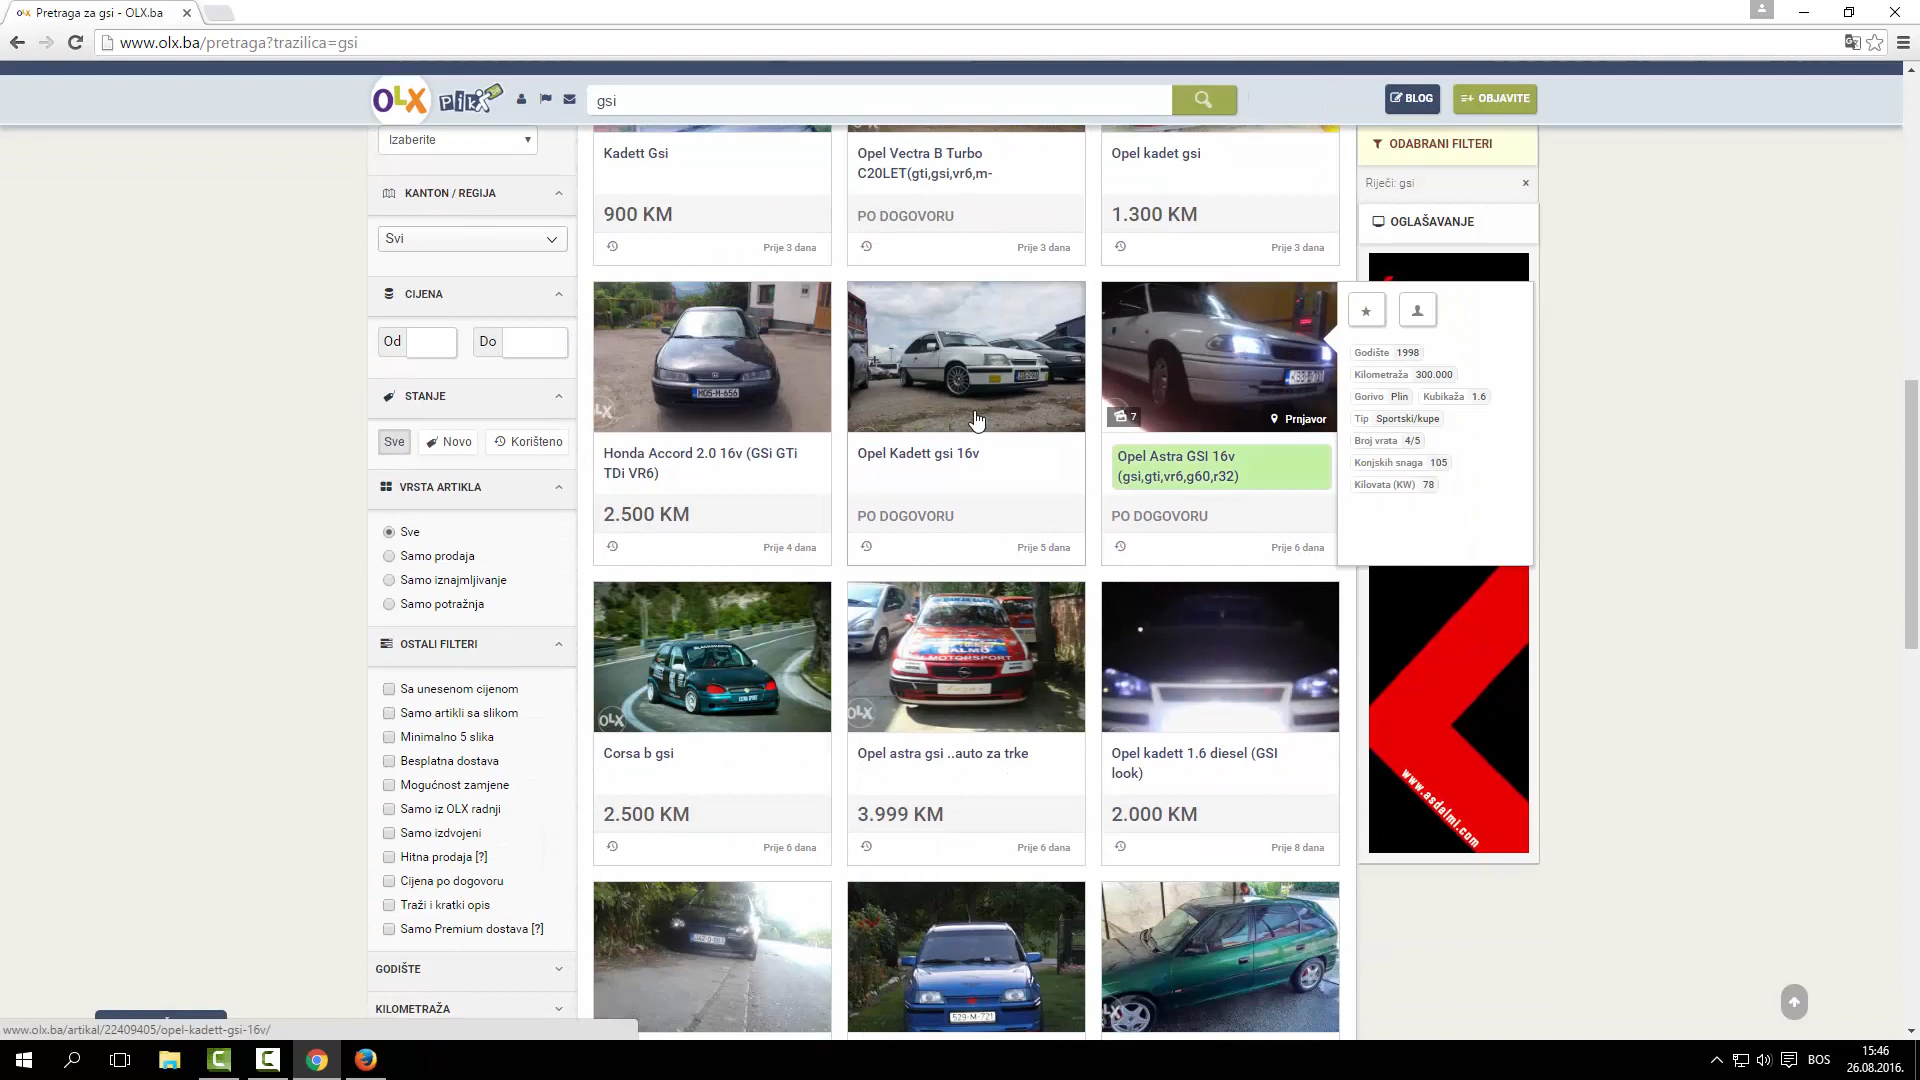 Pretraga za gsi - OLX.ba
www.olx.ba/pretraga?trazilica=gsi
OLX
pik
gsi
BLOG
OBJAVITE
Izaberite
KANTON / REGIJA
Svi
CIJENA
Od
Do
STANJE
Sve
Novo
Korišteno
VRSTA ARTIKLA
Sve
Samo prodaja
Samo iznajmljivanje
Samo potražnja
OSTALI FILTERI
Sa unesenom cijenom
Samo artikli sa slikom
Minimalno 5 slika
Besplatna dostava
Mogućnost zamjene
Samo iz OLX radnji
Samo izdvojeni
Hitna prodaja [?]
Cijena po dogovoru
Traži i kratki opis
Samo Premium dostava [?]
GODIŠTE
KILOMETRAŽA
Kadett Gsi
900 KM
Prije 3 dana
Opel Vectra B Turbo
C20LET(gti,gsi,vr6,m-
PO DOGOVORU
Prije 3 dana
Opel kadet gsi
1.300 KM
Prije 3 dana
M05-M-656
Honda Accord 2.0 16v (GSi GTi
TDi VR6)
2.500 KM
Prije 4 dana
Opel Kadett gsi 16v
PO DOGOVORU
Prije 5 dana
7
Prnjavor
Opel Astra GSI 16v
(gsi,gti,vr6,g60,r32)
PO DOGOVORU
Prije 6 dana
Godište 1998
Kilometraža 300.000
Gorivo Plin Kubikaža 1.6
Tip Sportski/kupe
Broj vrata 4/5
Konjskih snaga 105
Kilovata (KW) 78
OLX
Corsa b gsi
2.500 KM
Prije 6 dana
MOTORSPORT
OLX
Opel astra gsi ..auto za trke
3.999 KM
Prije 6 dana
Opel kadett 1.6 diesel (GSI
look)
2.000 KM
Prije 8 dana
529-M-721
OLX
ODABRANI FILTERI
Riječi: gsi
OGLAŠAVANJE
www.asdalmi.com
www.olx.ba/artikal/22409405/opel-kadett-gsi-16v/
BOS
15:46
26.08.2016.